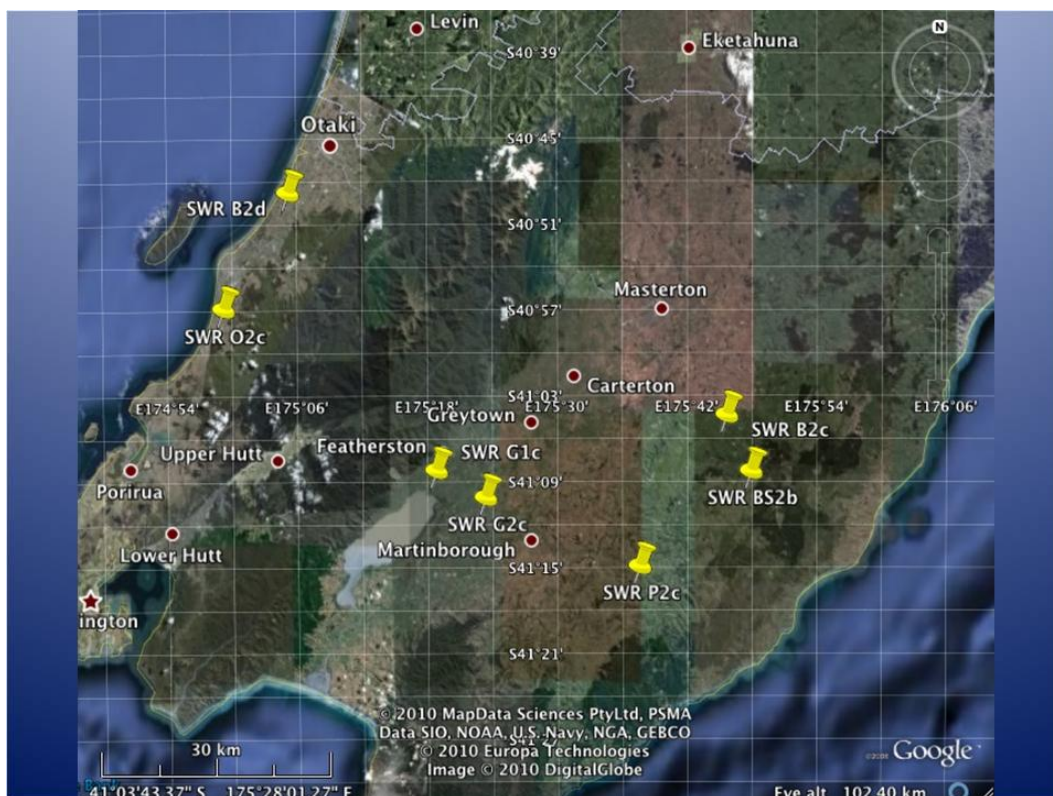 Levin
Eketahuna
N
S40°39'
Otaki
S40°45'
SWR B2d
S40°51'
Masterton
S40°57'
SWR O2c
Carterton
S41°03'
E174°54'
E175°06'
E175°18'
E175°30'
E175°42'
E175°54'
E176°06'
Greytown
SWR B2c
Upper Hutt
Featherston
SWR G1c
Porirua
S41°09'
SWR BS2b
SWR G2c
Lower Hutt
Martinborough
S41°15'
SWR P2c
ington
S41°21'
© 2010 MapData Sciences PtyLtd, PSMA
Data SIO, NOAA, U.S. Navy, NGA, GEBCO
S41°27'
© 2010 Europa Technologies
Image © 2010 DigitalGlobe
30 km
Google
41°03'43.37" S 175°28'01.27" E
Eye alt 102.40 km